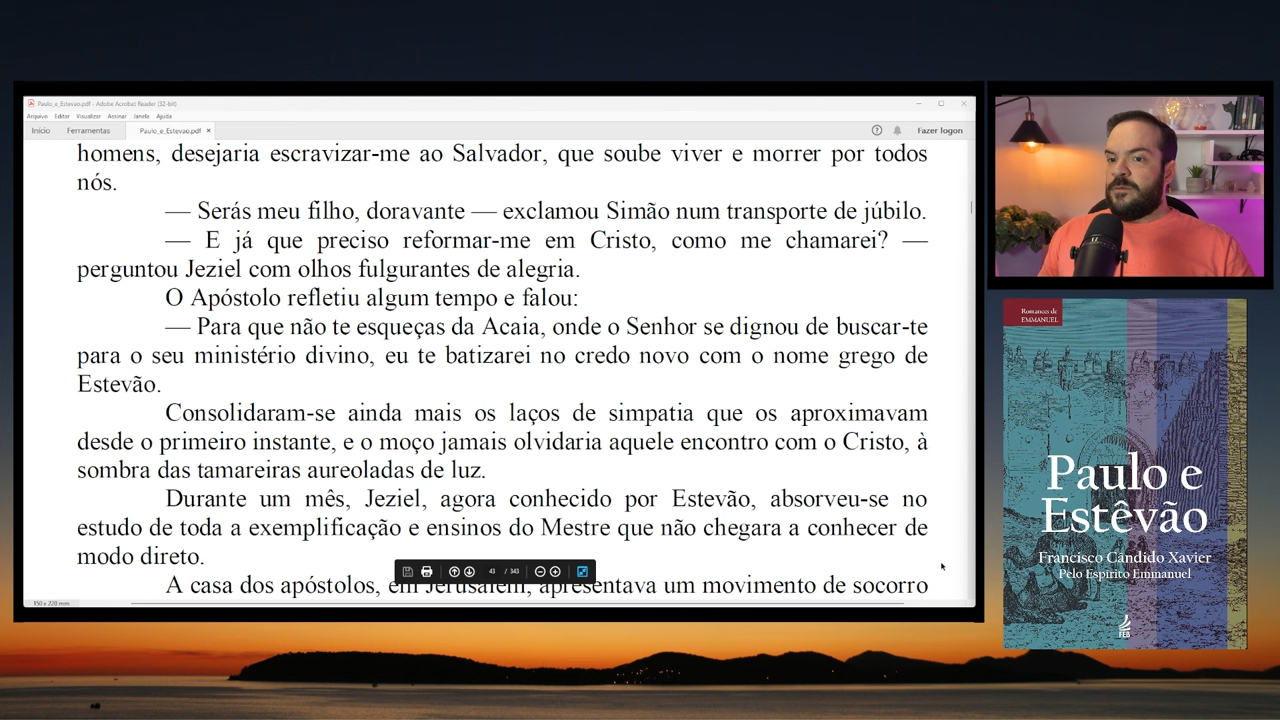 Paulo_e_Estevao.pdf - Adobe Acrobat Reader (32-bit)
Arquivo Editar Visualizar Assinar Janela Ajuda
Início Ferramentas Paulo_e_Estevao.pdf × Fazer logon
homens, desejaria escravizar-me ao Salvador, que soube viver e morrer por todos
nós.
— Serás meu filho, doravante — exclamou Simão num transporte de júbilo.
— E já que preciso reformar-me em Cristo, como me chamarei? —
perguntou Jeziel com olhos fulgurantes de alegria.
O Apóstolo refletiu algum tempo e falou:
— Para que não te esqueças da Acaia, onde o Senhor se dignou de buscar-te
para o seu ministério divino, eu te batizarei no credo novo com o nome grego de
Estevão.
Consolidaram-se ainda mais os laços de simpatia que os aproximavam
desde o primeiro instante, e o moço jamais olvidaria aquele encontro com o Cristo, à
sombra das tamareiras aureoladas de luz.
Durante um mês, Jeziel, agora conhecido por Estevão, absorveu-se no
estudo de toda a exemplificação e ensinos do Mestre que não chegara a conhecer de
modo direto.
A casa dos apóstolos, em Jerusalém, apresentava um movimento de socorro
43 / 343
150 x 220 mm
Romances de
EMMANUEL
Paulo e
Estêvão
Francisco Cândido Xavier
Pelo Espírito Emmanuel
FEB